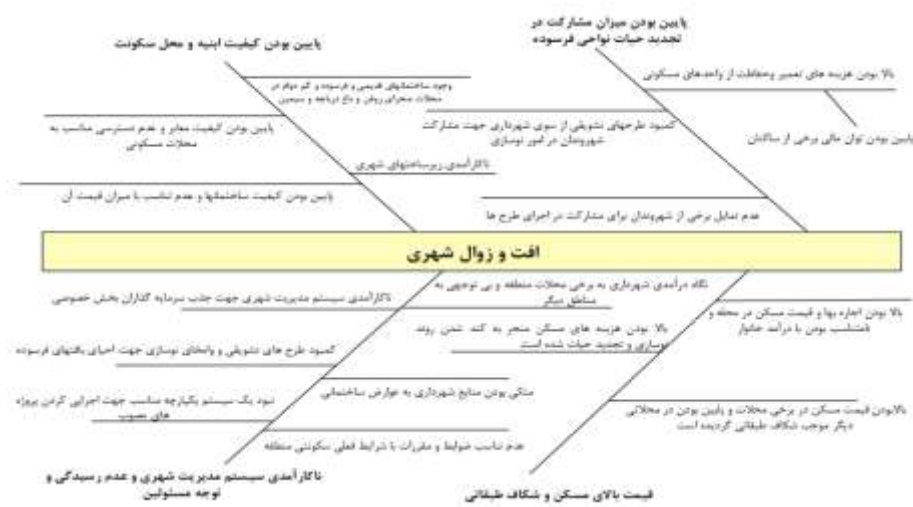 پایین بودن میزان مشارکت در
تجدید حیات نواحی فرسوده
پایین بودن کیفیت ابنیه و محل سکونت
بالا بودن هزینه های تعمیر وحفاظت از واحدهای مسکونی
وجود ساختمانهای قدیمی و فرسوده و کم دوام در
محلات صحرای روش و باغ دریاچه و سیمین
کمبود طرحهای تشویقی از سوی شهرداری جهت مشارکت
شهروندان در امور نوسازی
پایین بودن توان مالی برخی از ساکنان
پایین بودن کیفیت معابر و عدم دسترسی مناسب به
محلات مسکونی
ناکارآمدی زیرساختهای شهری
پایین بودن کیفیت ساختمانها و عدم تناسب با میزان قیمت آن
عدم تمایل برخی از شهروندان برای مشارکت در اجرای طرح ها
افت و زوال شهری
نگاه درآمدی شهرداری به برخی محلات منطقه و بی توجهی به
مناطق دیگر
ناکارآمدی سیستم مدیریت شهری جهت جذب سرمایه گذاران بخش خصوصی
بالا بودن اجاره بها و قیمت مسکن در محله و
نامتناسب بودن با درآمد خانوار
بالا بودن هزینه های مسکن منجر به کند شدن روند
نوسازی و تجدید حیات شده است
کمبود طرح های تشویقی و وامهای نوسازی جهت احیای بافتهای فرسوده
متکی بودن منابع شهرداری به عوارض ساختمانی
نبود یک سیستم یکپارچه مناسب جهت اجرایی کردن پروژه
های مصوب
بالابودن قیمت مسکن در برخی محلات و پایین بودن در محلاتی
دیگر موجب شکاف طبقاتی گردیده است
عدم تناسب ضوابط و مقررات با شرایط فعلی سکونتی منطقه
ناکارآمدی سیستم مدیریت شهری و عدم رسیدگی و
توجه مسئولین
قیمت بالای مسکن و شکاف طبقاتی